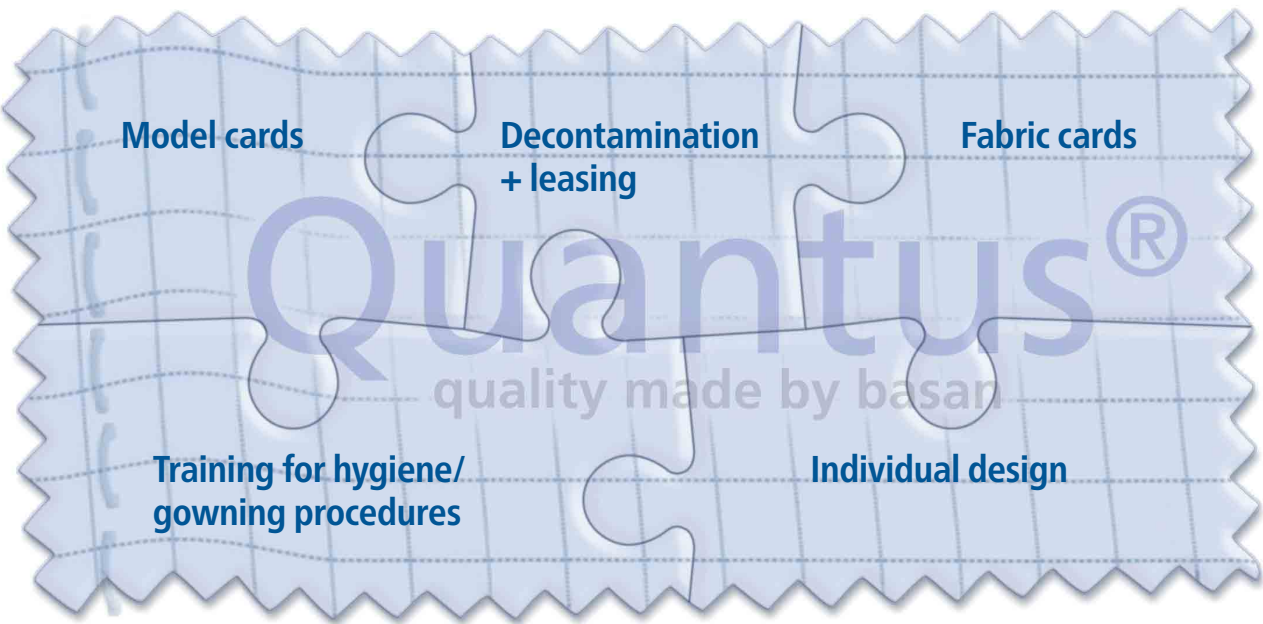 Model cards
Decontamination
+ leasing
Fabric cards
Quantus®
quality made by basan
Training for hygiene/
gowning procedures
Individual design